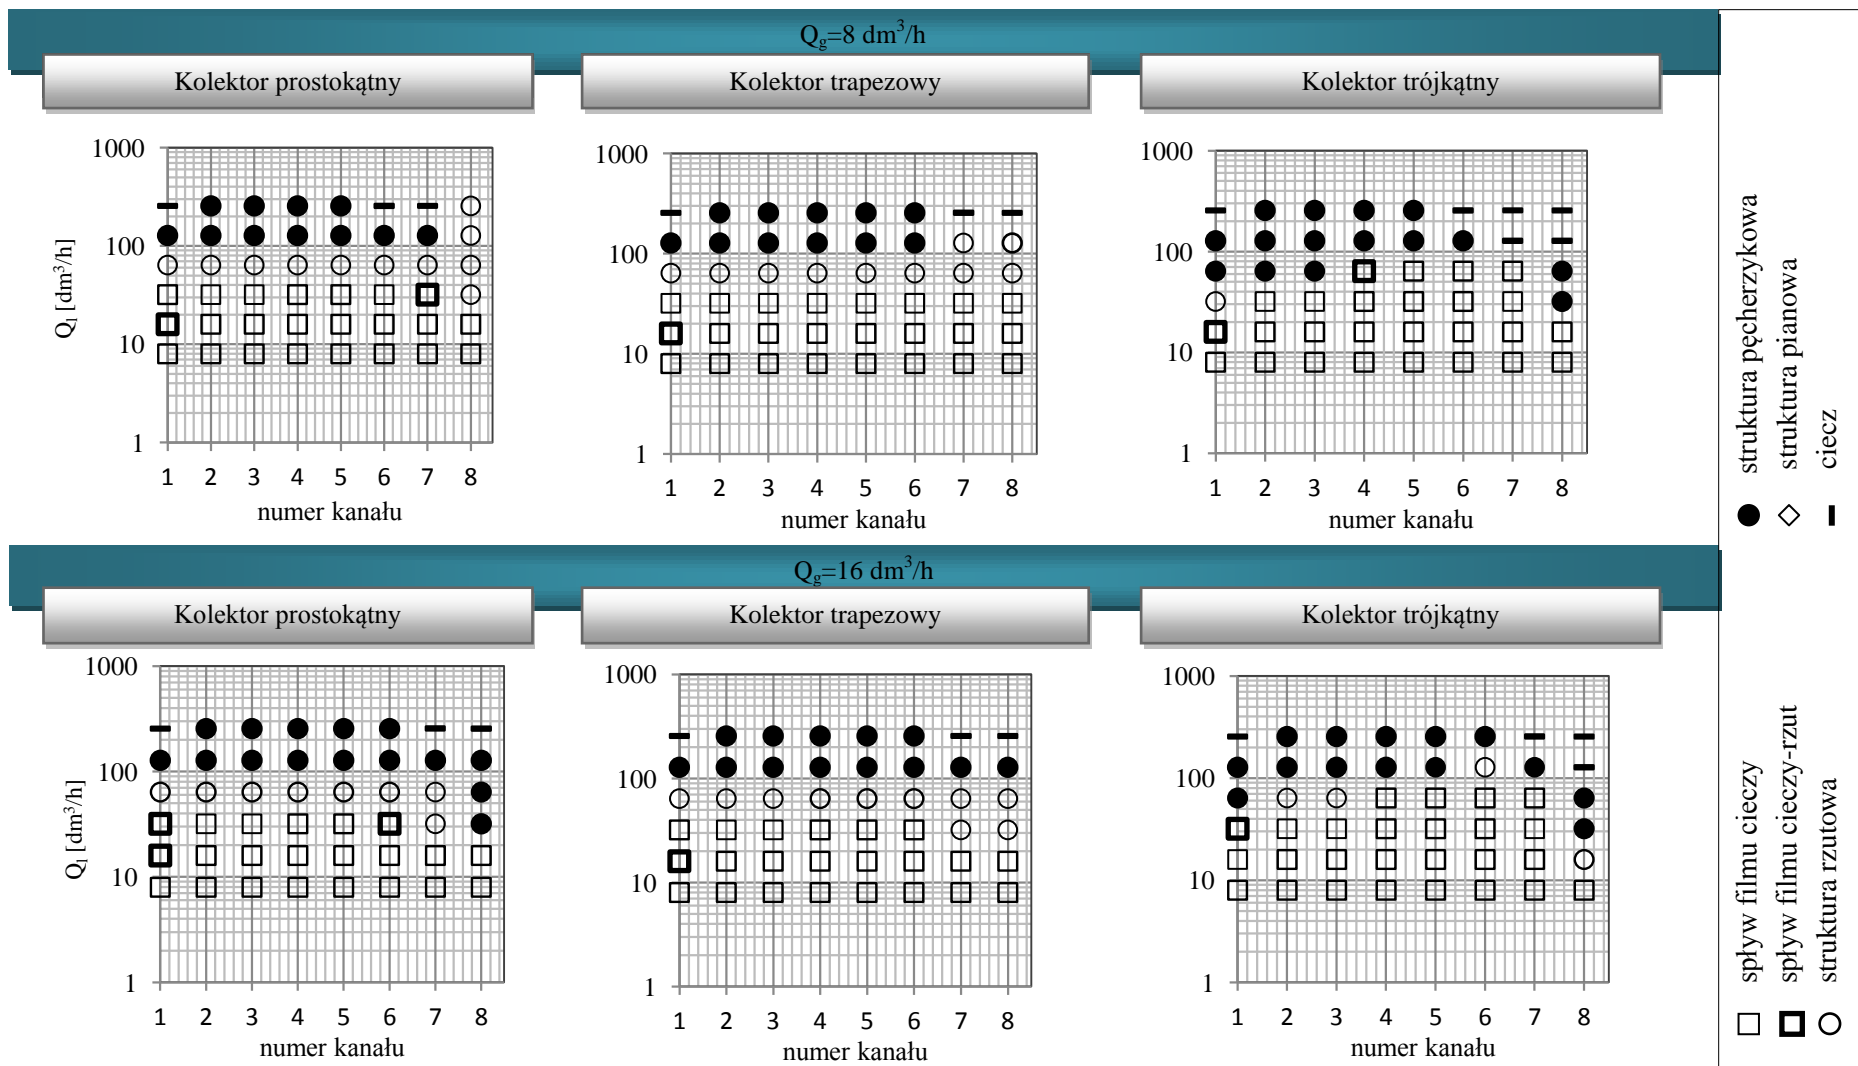 Qg=8 dm³/h
Kolektor prostokątny
Kolektor trapezowy
Kolektor trójkątny
1000
100
10
1
Ql [dm³/h]
1 2 3 4 5 6 7 8
numer kanału
1000
100
10
1
1 2 3 4 5 6 7 8
numer kanału
1000
100
10
1
1 2 3 4 5 6 7 8
numer kanału
Qg=16 dm³/h
Kolektor prostokątny
Kolektor trapezowy
Kolektor trójkątny
1000
100
10
1
Ql [dm³/h]
1 2 3 4 5 6 7 8
numer kanału
1000
100
10
1
1 2 3 4 5 6 7 8
numer kanału
1000
100
10
1
1 2 3 4 5 6 7 8
numer kanału
struktura pęcherzykowa
struktura pianowa
ciecz
spływ filmu cieczy
spływ filmu cieczy-rzut
struktura rzutowa